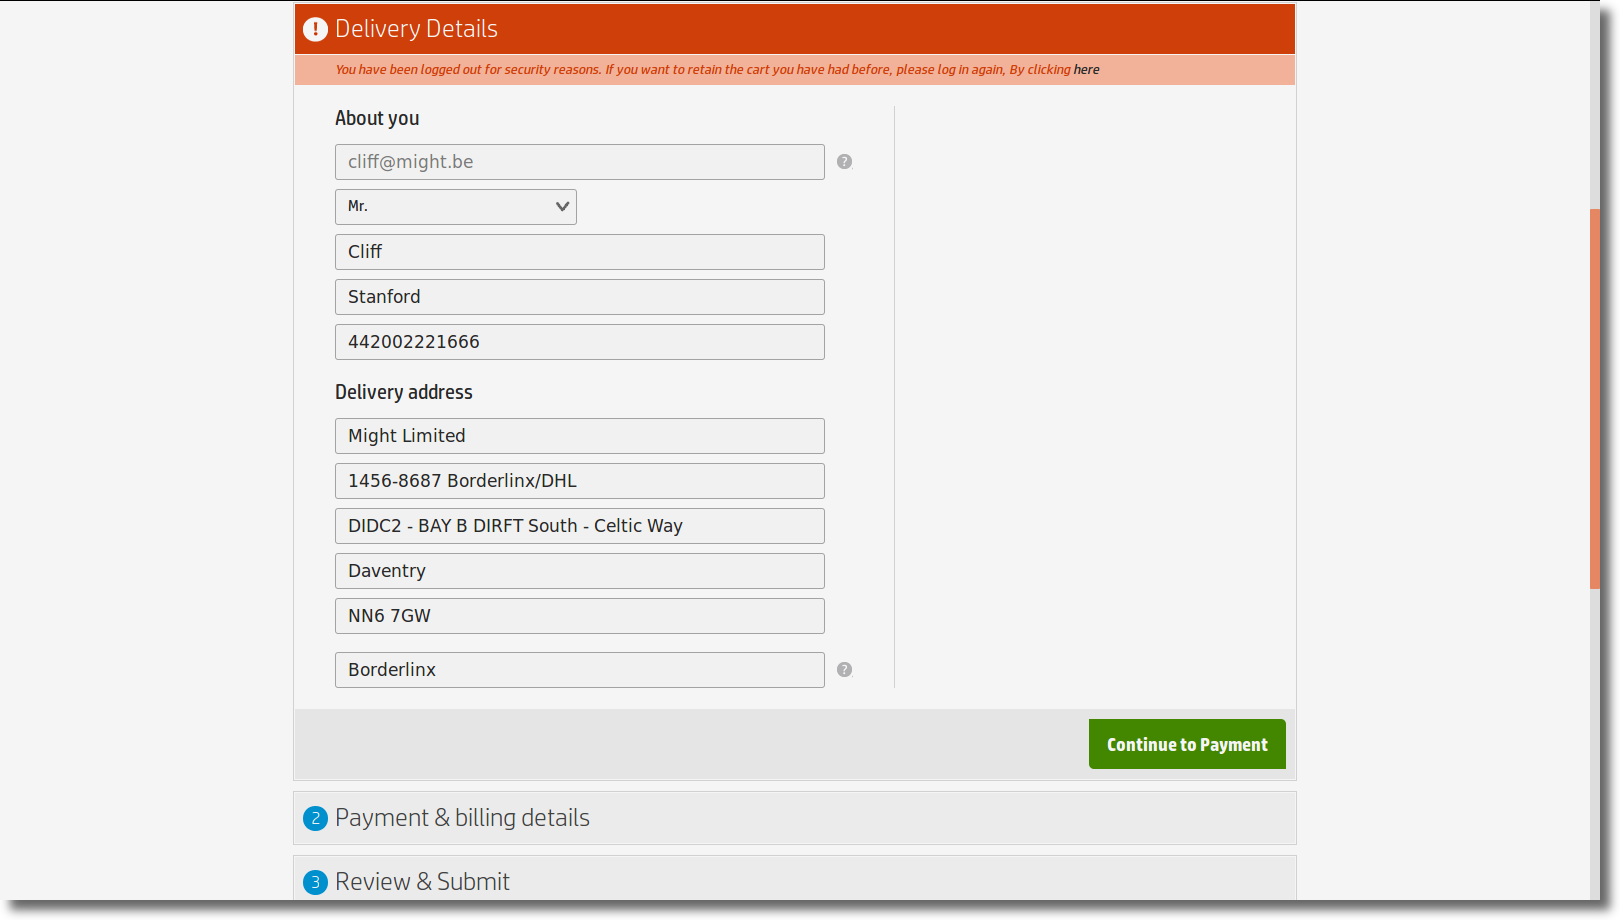 ! Delivery Details
You have been logged out for security reasons. If you want to retain the cart you have had before, please log in again, By clicking here
About you
cliff@might.be ?
Mr.
Cliff
Stanford
442002221666
Delivery address
Might Limited
1456-8687 Borderlinx/DHL
DIDC2 - BAY B DIRFT South - Celtic Way
Daventry
NN6 7GW
Borderlinx ?
Continue to Payment
2 Payment & billing details
3 Review & Submit